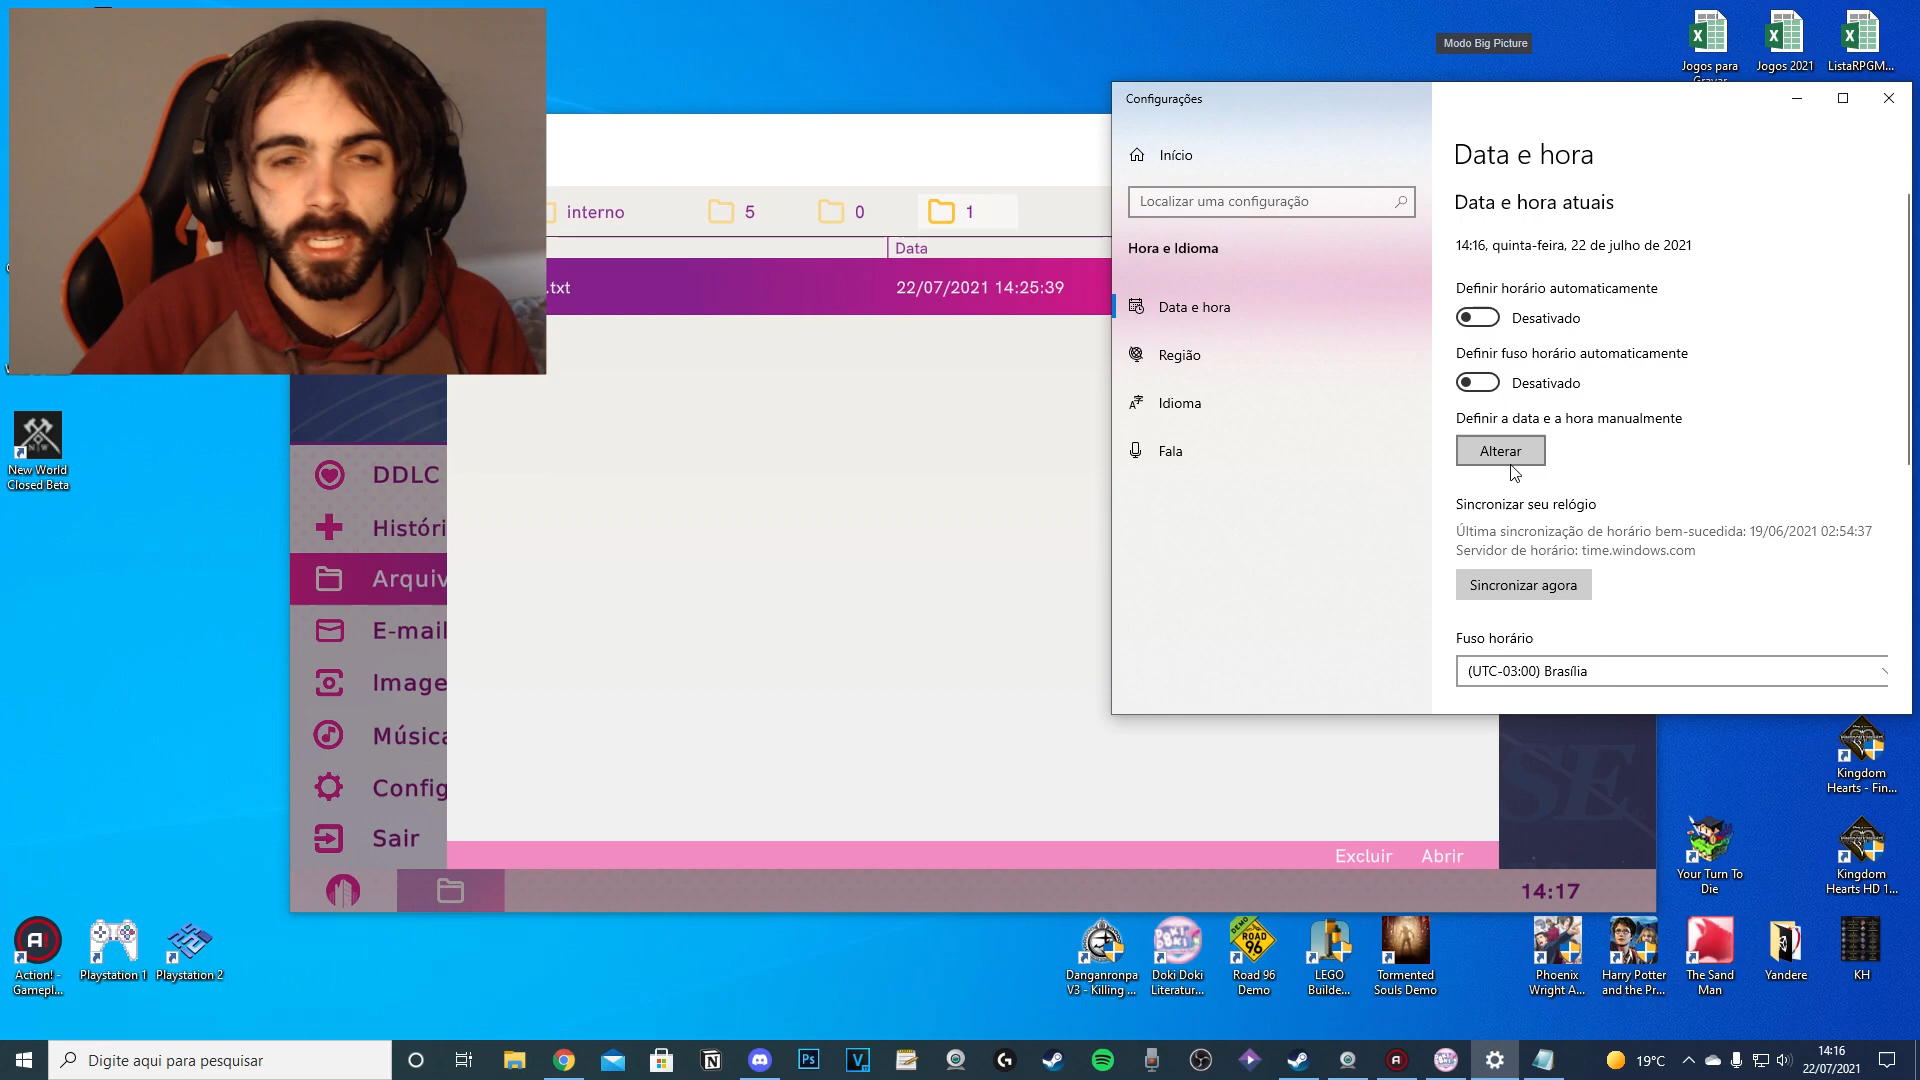 Modo Big Picture
Jogos para
Gravar
Jogos 2021
ListaRPGM...
Configurações
Início
Localizar uma configuração
Hora e Idioma
Data e hora
Região
Idioma
Fala
Data e hora
Data e hora atuais
14:16, quinta-feira, 22 de julho de 2021
Definir horário automaticamente
Desativado
Definir fuso horário automaticamente
Desativado
Definir a data e a hora manualmente
Alterar
Sincronizar seu relógio
Última sincronização de horário bem-sucedida: 19/06/2021 02:54:37
Servidor de horário: time.windows.com
Sincronizar agora
Fuso horário
(UTC-03:00) Brasília
interno
5
0
1
Data
.txt
22/07/2021 14:25:39
DDLC
Históri
Arquiv
E-mail
Image
Música
Config
Sair
Excluir
Abrir
14:17
New World
Closed Beta
Kingdom
Hearts - Fin...
Your Turn To
Die
Kingdom
Hearts HD 1...
Action! -
Gamepl...
Playstation 1
Playstation 2
Danganronpa
V3 - Killing ...
Doki Doki
Literatur...
DEMO
ROAD
96
Road 96
Demo
LEGO
Builde...
Tormented
Souls Demo
Phoenix
Wright A...
Harry Potter
and the Pr...
The Sand
Man
Yandere
KH
Digite aqui para pesquisar
19°C
14:16
22/07/2021